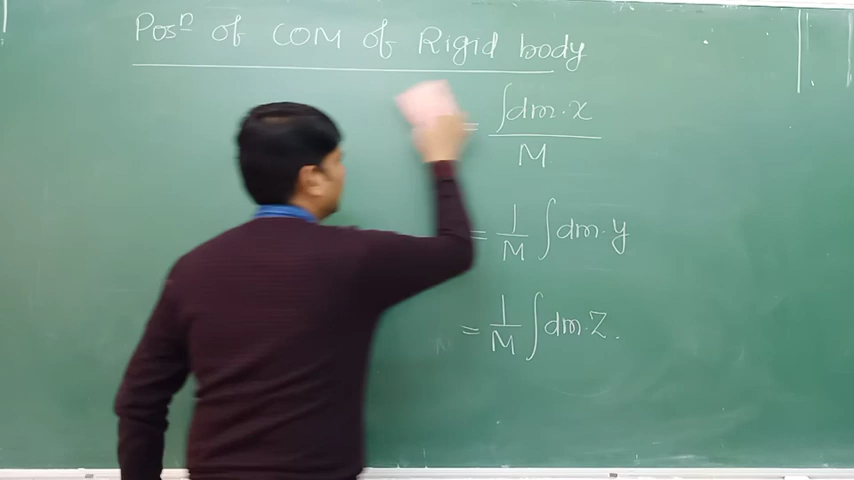 Posⁿ of COM of Rigid body
= ∫dm·x / M
= 1/M ∫dm·y
= 1/M ∫dm·z.